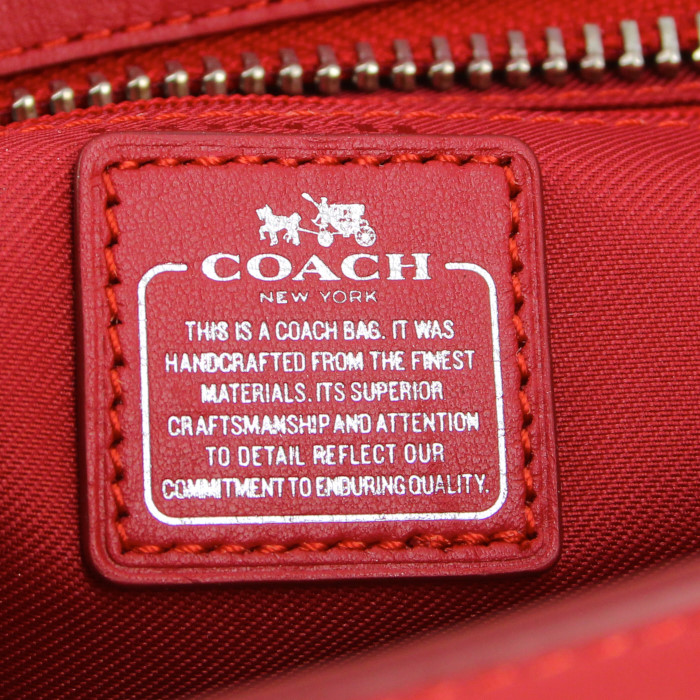 COACH
NEW YORK
THIS IS A COACH BAG. IT WAS
HANDCRAFTED FROM THE FINEST
MATERIALS. ITS SUPERIOR
CRAFTSMANSHIP AND ATTENTION
TO DETAIL REFLECT OUR
COMMITMENT TO ENDURING QUALITY.